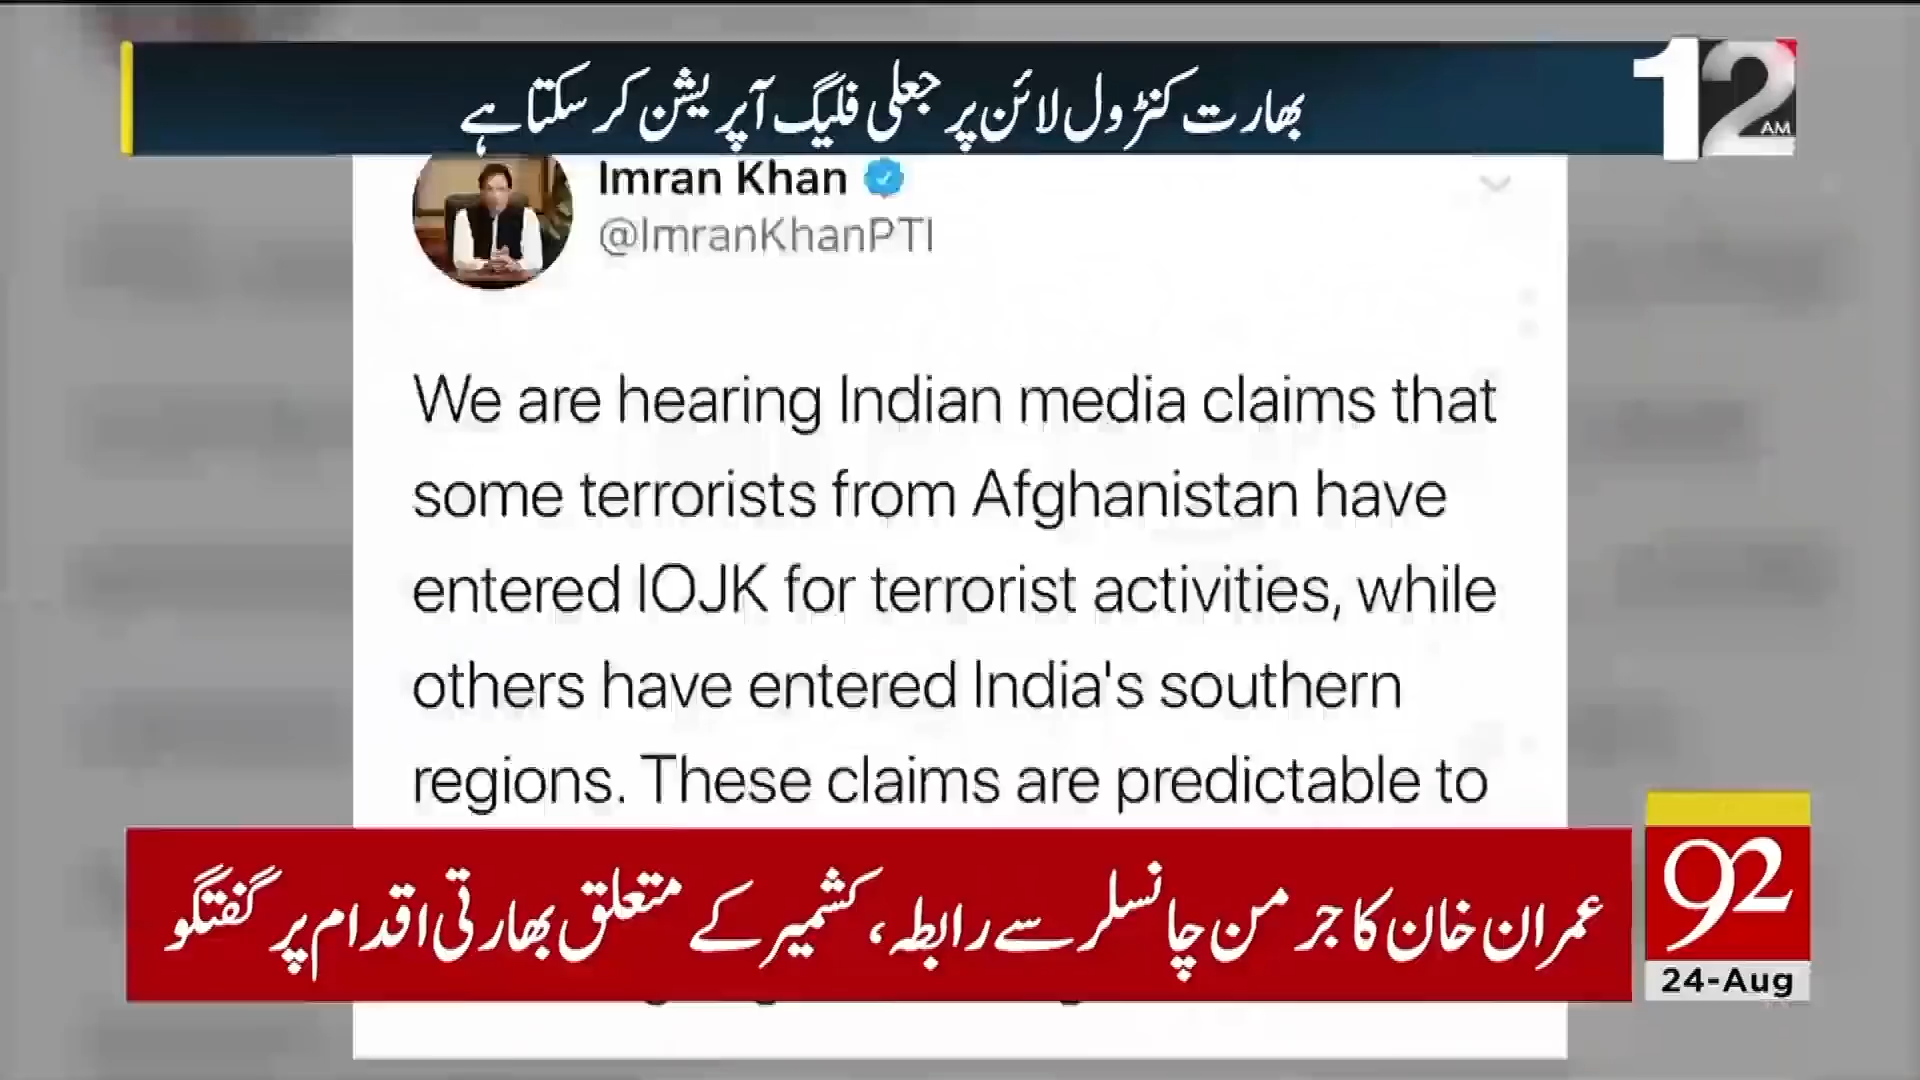 بھارت کنٹرول لائن پر جعلی فلیگ آپریشن کر سکتا ہے
12
AM
Imran Khan
@ImranKhanPTI
We are hearing Indian media claims that
some terrorists from Afghanistan have
entered IOJK for terrorist activities, while
others have entered India's southern
regions. These claims are predictable to
عمران خان کا جرمن چانسلر سے رابطہ، کشمیر کے متعلق بھارتی اقدام پر گفتگو
92
24-Aug